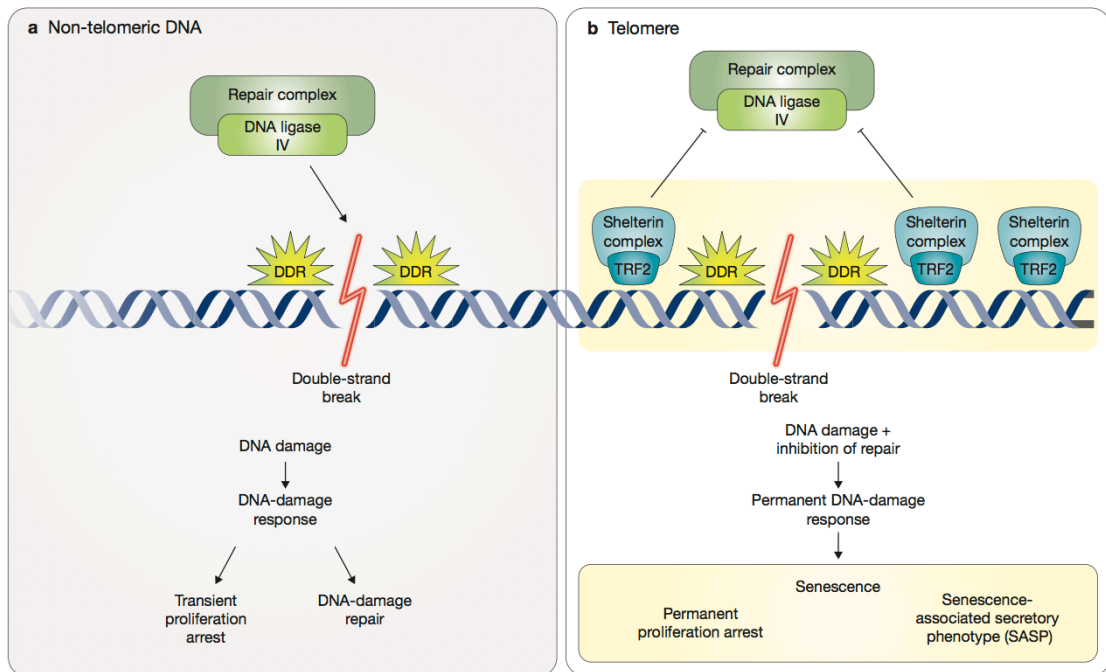 a Non-telomeric DNA
Repair complex
DNA ligase
IV
DDR
DDR
Double-strand
break
DNA damage
DNA-damage
response
Transient
proliferation
arrest
DNA-damage
repair
b Telomere
Repair complex
DNA ligase
IV
Shelterin
complex
TRF2
DDR
DDR
Shelterin
complex
TRF2
Shelterin
complex
TRF2
Double-strand
break
DNA damage +
inhibition of repair
Permanent DNA-damage
response
Senescence
Permanent
proliferation arrest
Senescence-
associated secretory
phenotype (SASP)